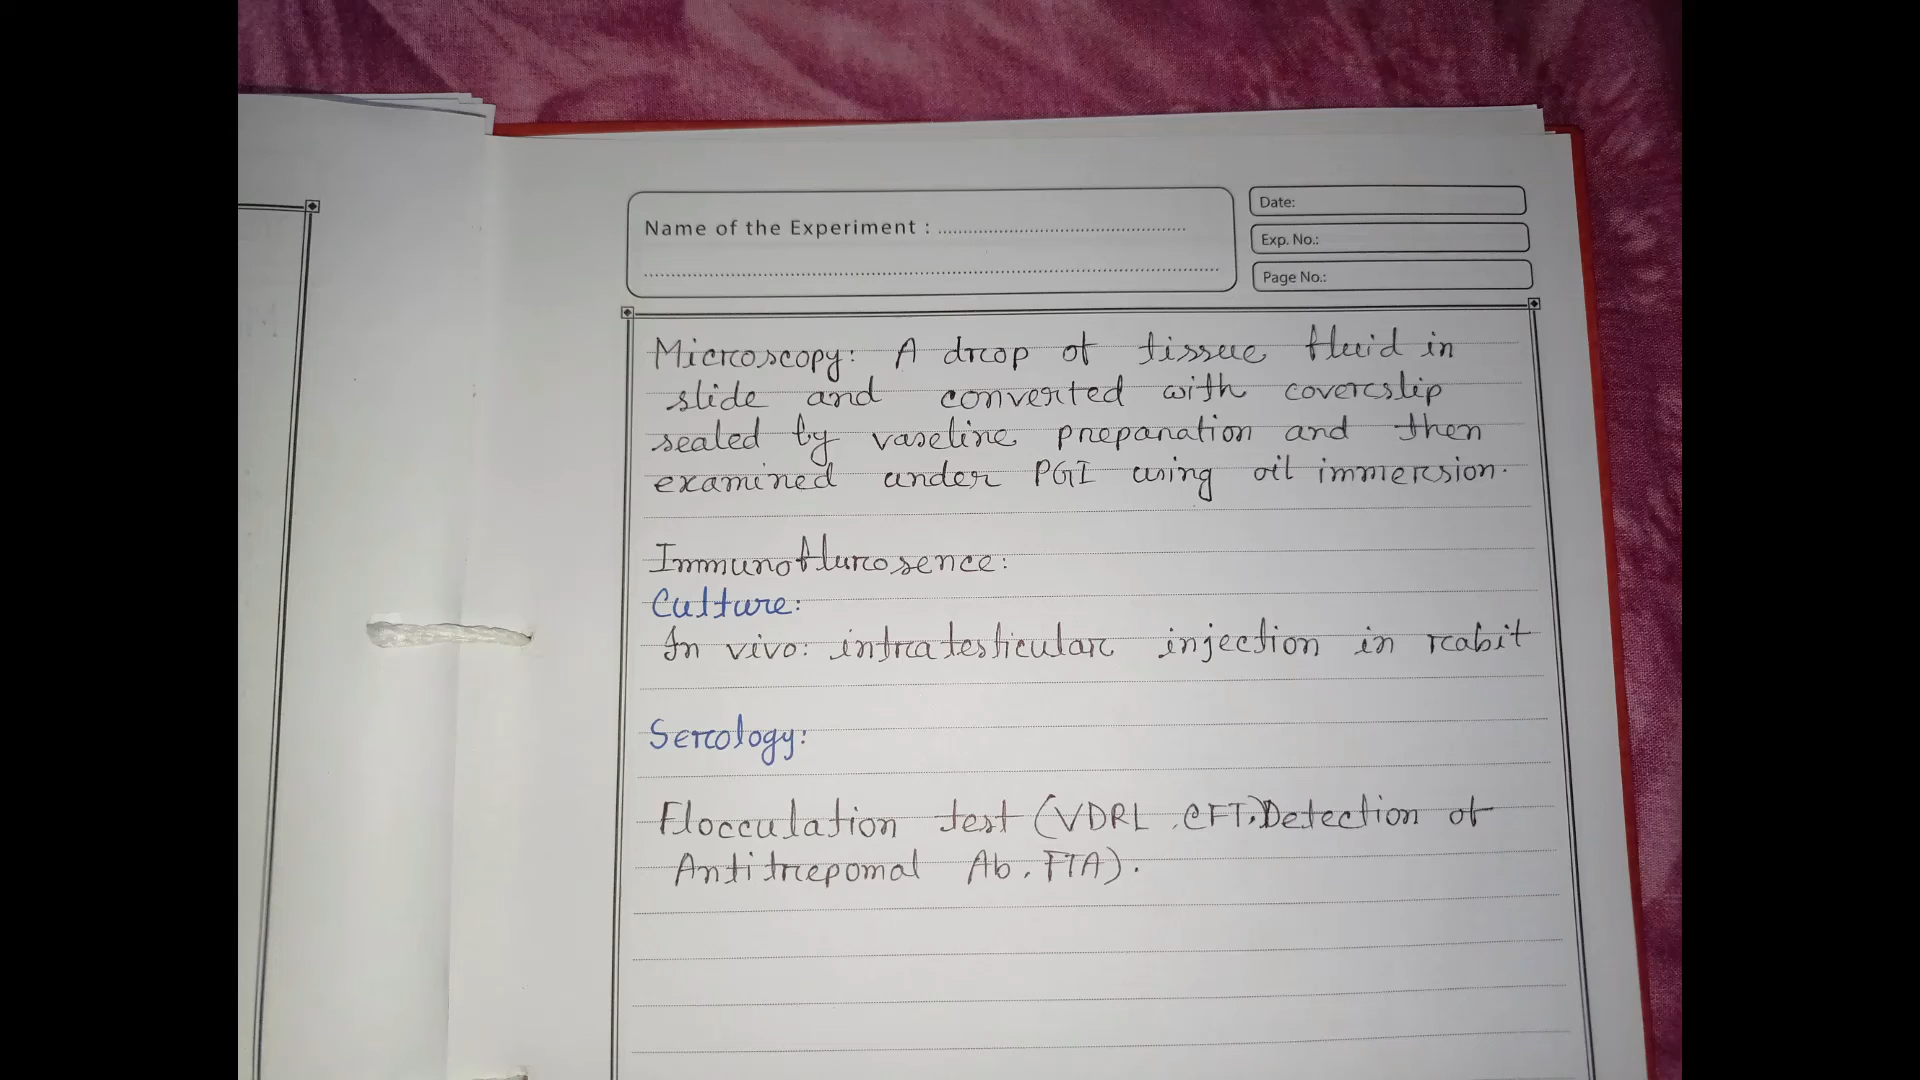 Name of the Experiment :
Date:
Exp. No.:
Page No.:
Microscopy: A drop of tissue fluid in
slide and converted with coverslip
sealed by vaseline preparation and then
examined under PGI using oil immersion.
Immunoflurosence:
Culture:
In vivo: intratesticular injection in rabit
Serology:
Flocculation test (VDRL, CFT,)Detection of
Antitrepomal Ab, FTA).